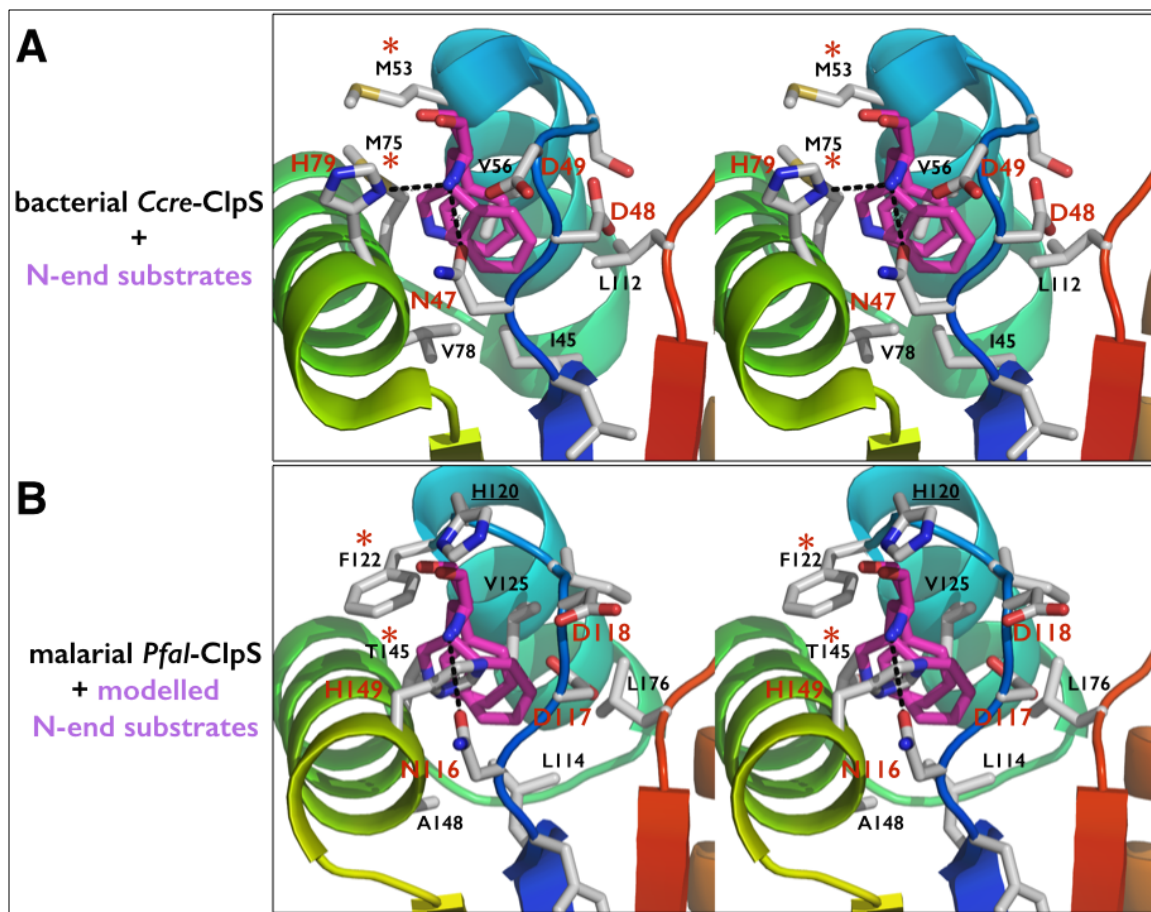 A
bacterial Ccre-ClpS
+
N-end substrates
*
M53
M75
*
H79
V56
D49
D48
L112
N47
I45
V78
*
M53
M75
*
H79
V56
D49
D48
L112
N47
I45
V78
B
malarial Pfal-ClpS
+ modelled
N-end substrates
H120
*
F122
V125
*
T145
D118
H149
L176
D117
N116
L114
A148
H120
*
F122
V125
*
T145
D118
H149
L176
D117
N116
L114
A148